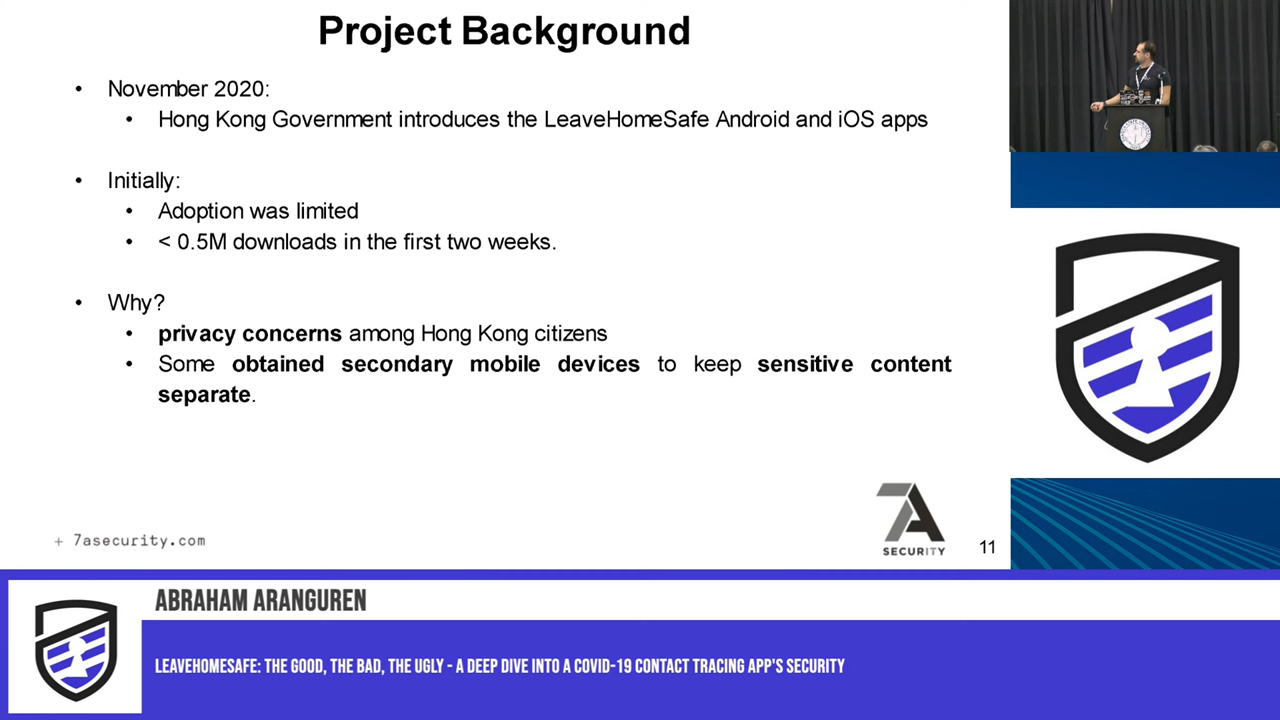 Project Background
• November 2020:
• Hong Kong Government introduces the LeaveHomeSafe Android and iOS apps
• Initially:
• Adoption was limited
• < 0.5M downloads in the first two weeks.
• Why?
• privacy concerns among Hong Kong citizens
• Some obtained secondary mobile devices to keep sensitive content
separate.
+ 7asecurity.com
7A
SECURITY
11
ABRAHAM ARANGUREN
LEAVEHOMESAFE: THE GOOD, THE BAD, THE UGLY - A DEEP DIVE INTO A COVID-19 CONTACT TRACING APP'S SECURITY